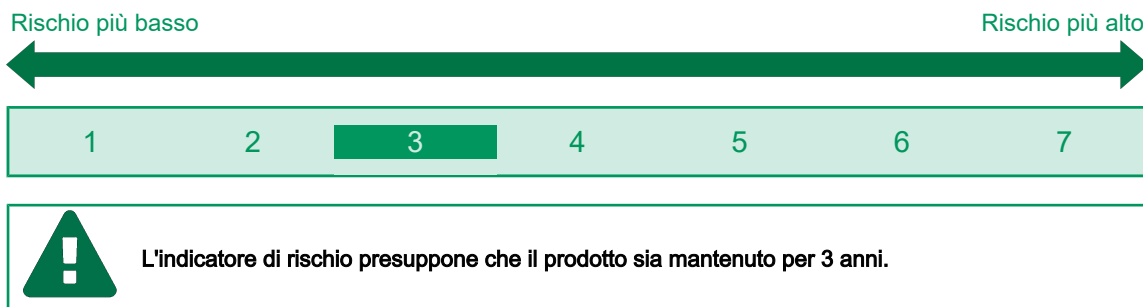 Rischio più basso Rischio più alto
1 2 3 4 5 6 7
! L'indicatore di rischio presuppone che il prodotto sia mantenuto per 3 anni.